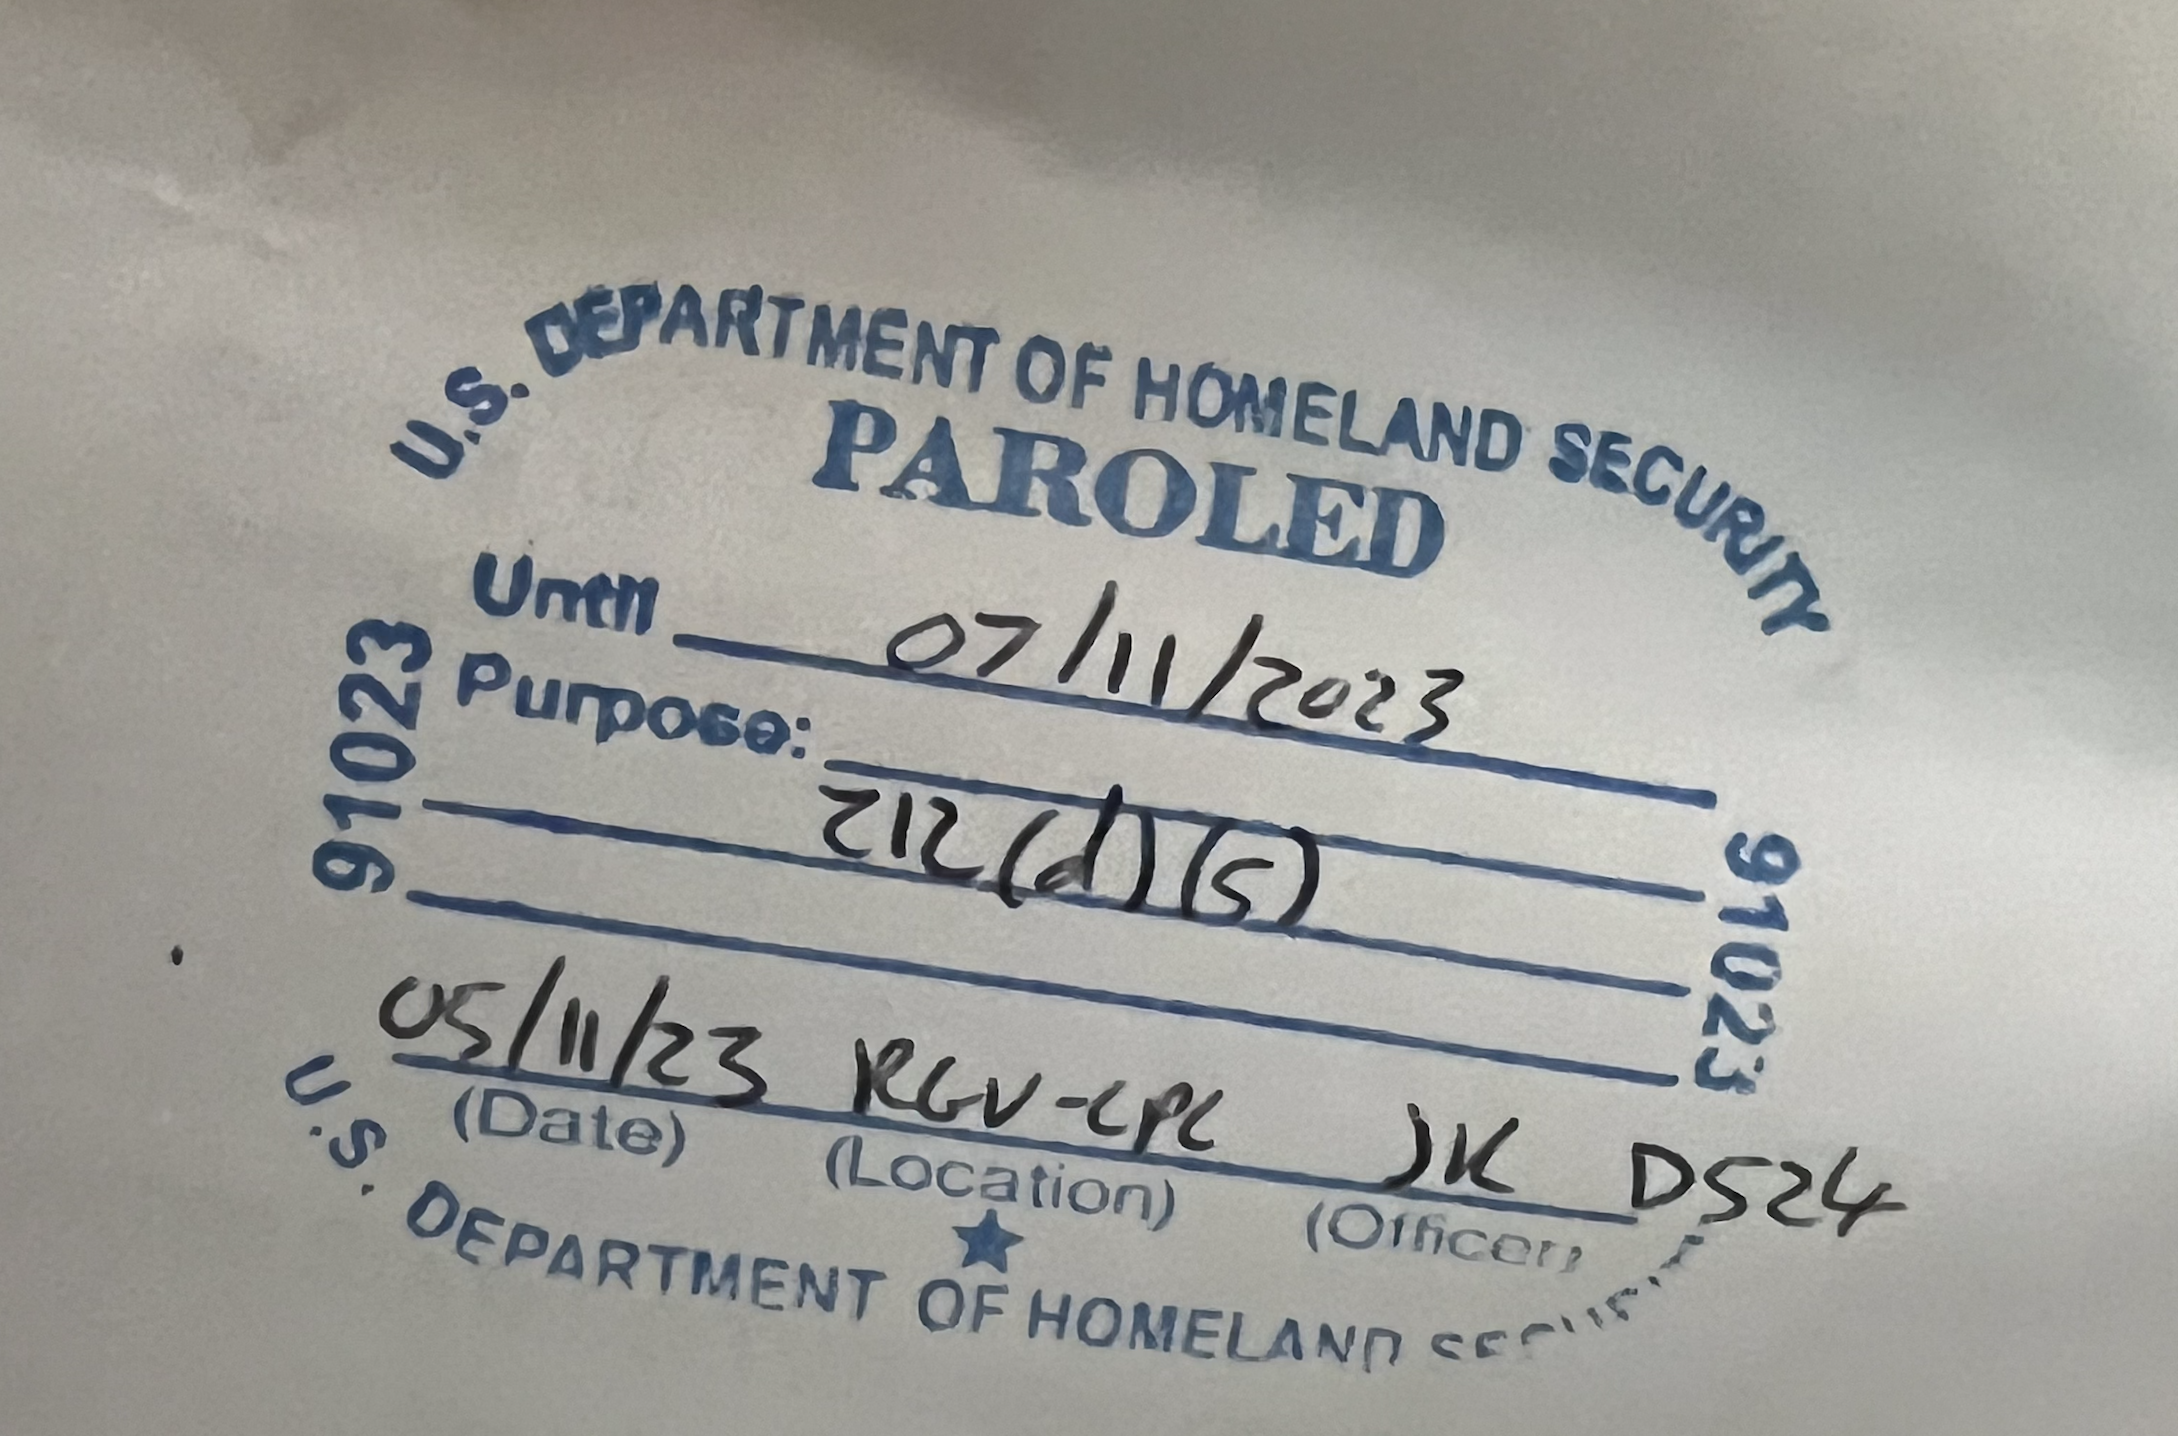 U.S. DEPARTMENT OF HOMELAND SECURITY
PAROLED
Until 07/11/2023
Purpose:
212(d)(5)
91023
91023
05/11/23 RGV-CPC JK D524
(Date) (Location) (Officer)
U.S. DEPARTMENT OF HOMELAND SECURITY